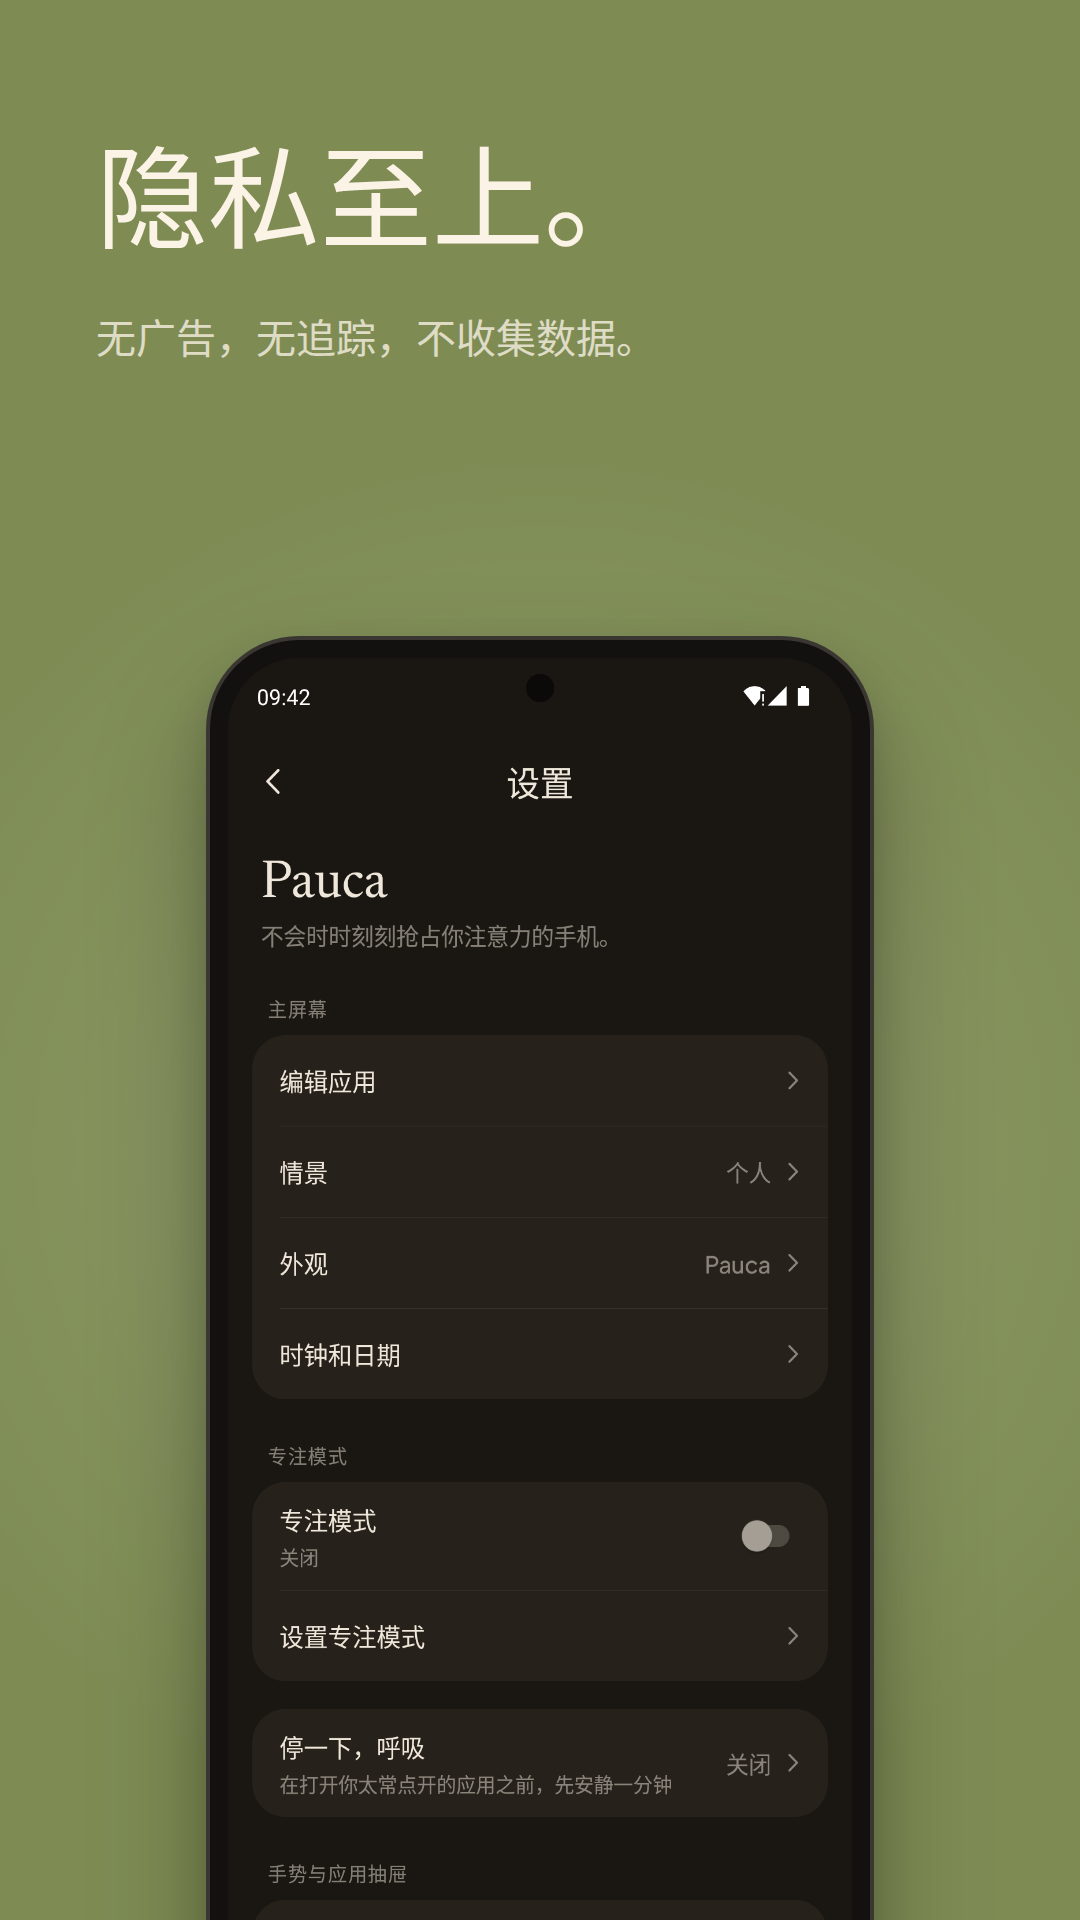 隐私至上。
无广告，无追踪，不收集数据。
09:42
设置
Pauca
不会时时刻刻抢占你注意力的手机。
主屏幕
编辑应用
情景
个人
外观
Pauca
时钟和日期
专注模式
专注模式
关闭
设置专注模式
停一下，呼吸
在打开你太常点开的应用之前，先安静一分钟
关闭
手势与应用抽屉